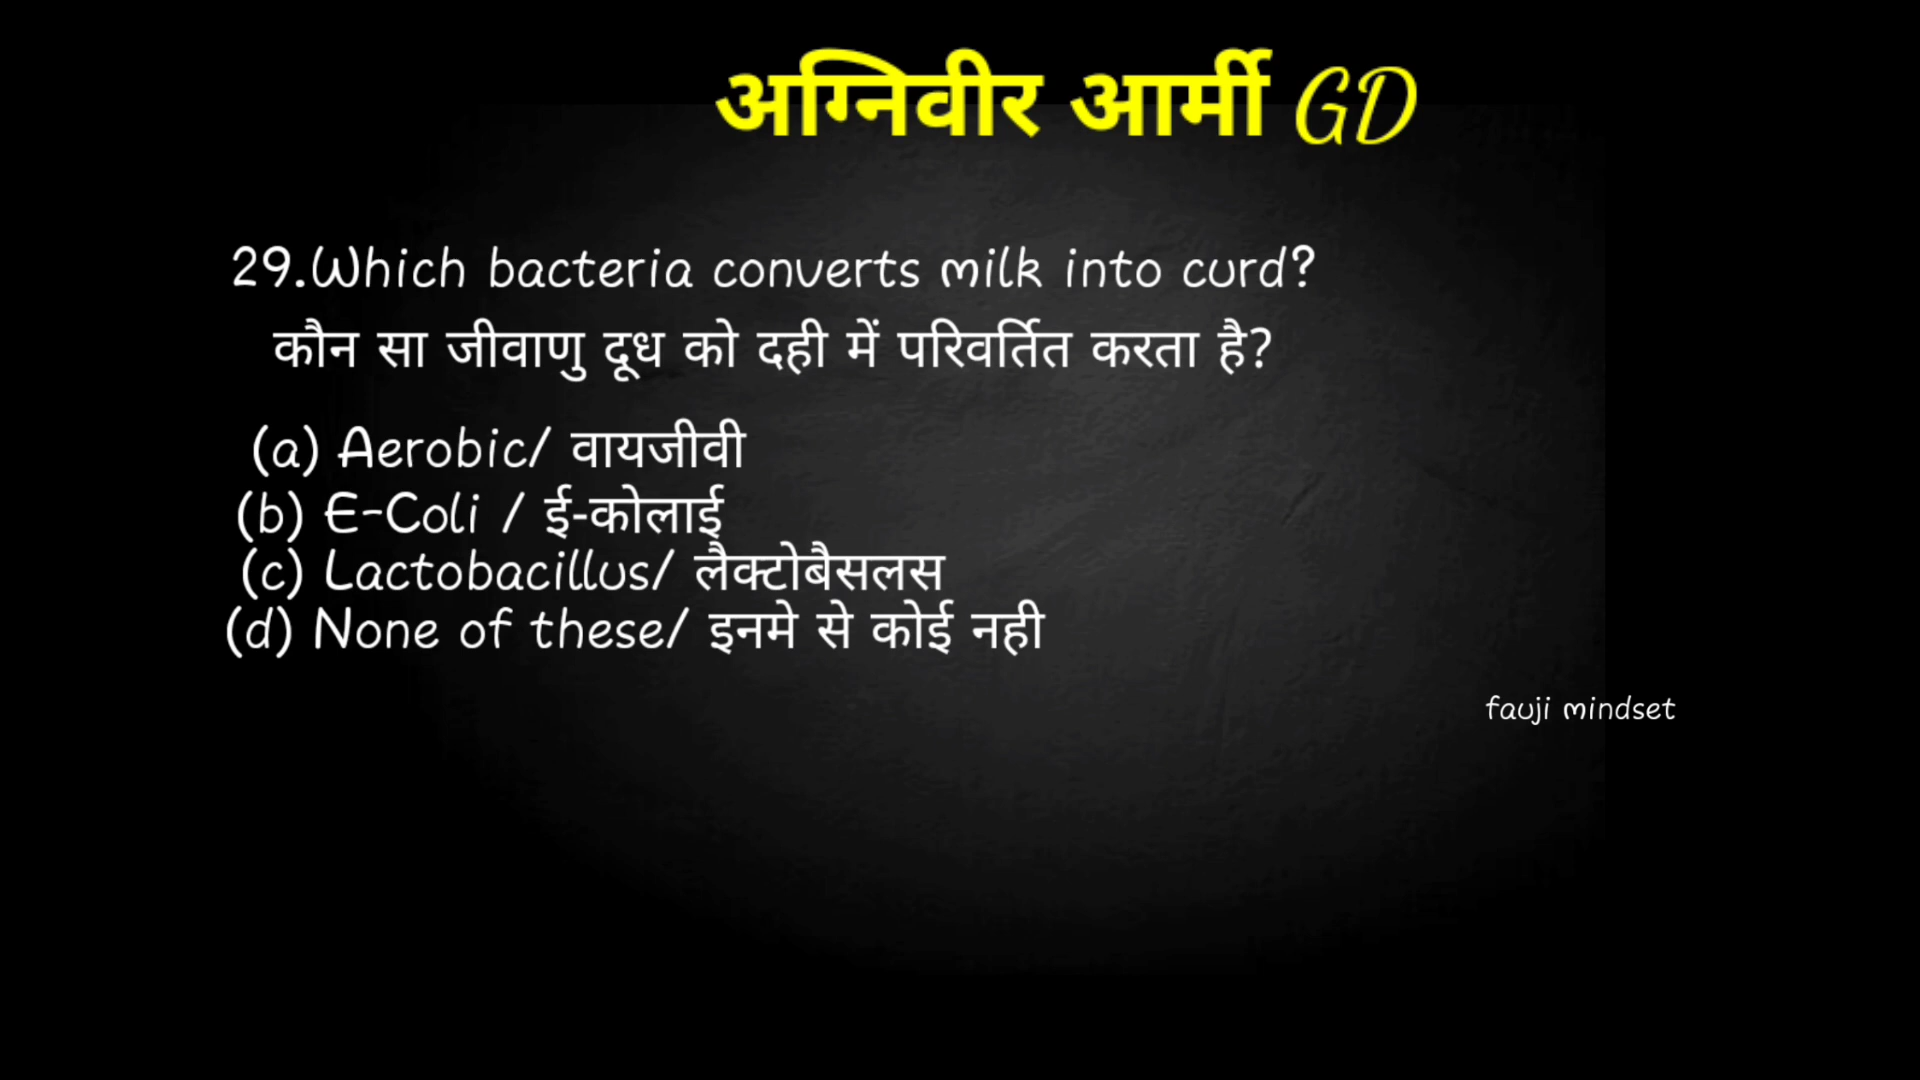 अग्निवीर आर्मी GD
29.Which bacteria converts milk into curd?
कौन सा जीवाणु दूध को दही में परिवर्तित करता है?
(a) Aerobic/ वायजीवी
(b) E-Coli / ई-कोलाई
(c) Lactobacillus/ लैक्टोबैसलस
(d) None of these/ इनमे से कोई नही
fauji mindset